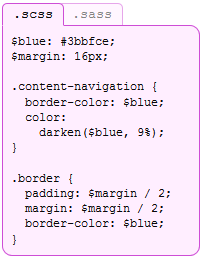 .scss .sass
$blue: #3bbfce;
$margin: 16px;
.content-navigation {
border-color: $blue;
color:
darken($blue, 9%);
}
.border {
padding: $margin / 2;
margin: $margin / 2;
border-color: $blue;
}